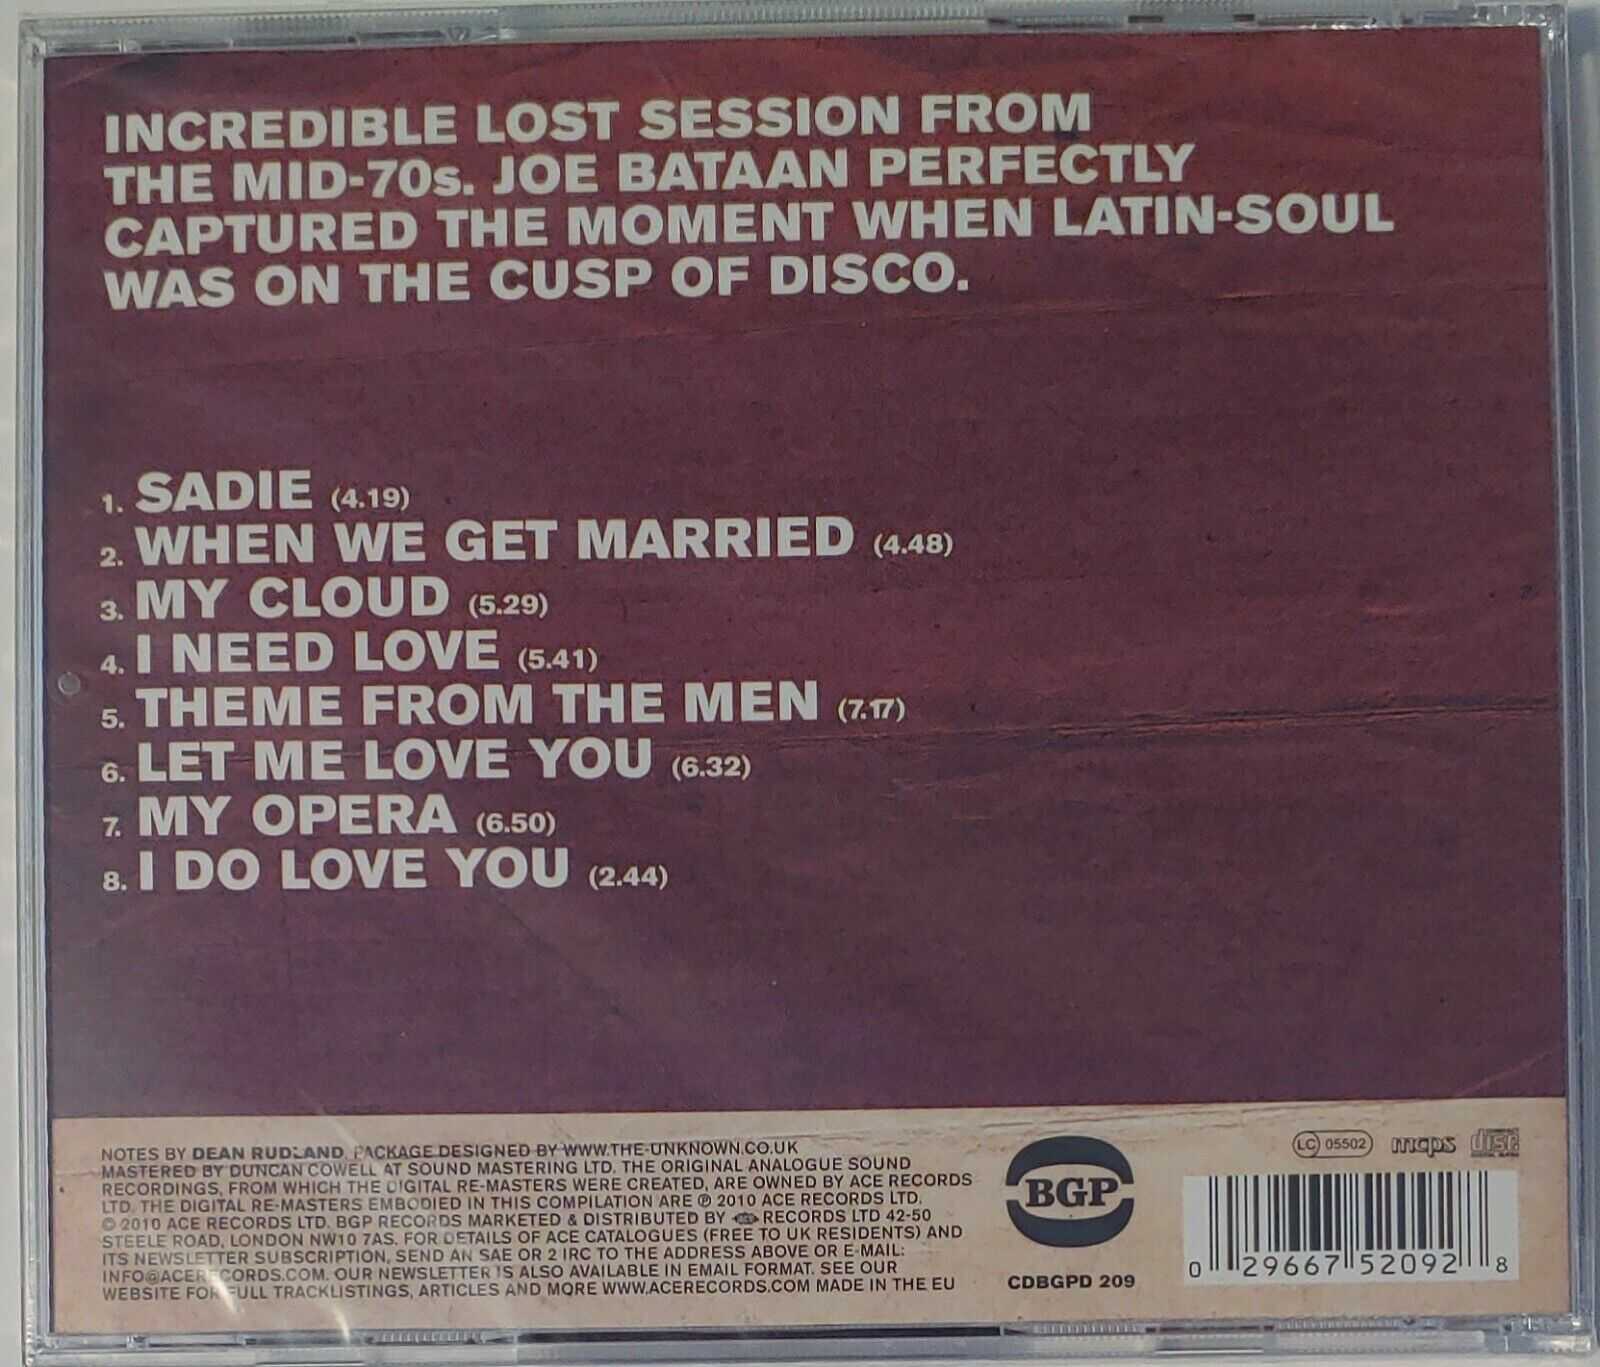 INCREDIBLE LOST SESSION FROM
THE MID-70s. JOE BATAAN PERFECTLY
CAPTURED THE MOMENT WHEN LATIN-SOUL
WAS ON THE CUSP OF DISCO.
1. SADIE (4.19)
2. WHEN WE GET MARRIED (4.48)
3. MY CLOUD (5.29)
4. I NEED LOVE (5.41)
5. THEME FROM THE MEN (7.17)
6. LET ME LOVE YOU (6.32)
7. MY OPERA (6.50)
8. I DO LOVE YOU (2.44)
NOTES BY DEAN RUDLAND, PACKAGE DESIGNED BY WWW.THE-UNKNOWN.CO.UK
MASTERED BY DUNCAN COWELL AT SOUND MASTERING LTD. THE ORIGINAL ANALOGUE SOUND
RECORDINGS, FROM WHICH THE DIGITAL RE-MASTERS WERE CREATED, ARE OWNED BY ACE RECORDS
LTD. THE DIGITAL RE-MASTERS EMBODIED IN THIS COMPILATION ARE ℗ 2010 ACE RECORDS LTD.
© 2010 ACE RECORDS LTD. BGP RECORDS MARKETED & DISTRIBUTED BY ACE RECORDS LTD 42-50
STEELE ROAD, LONDON NW10 7AS. FOR DETAILS OF ACE CATALOGUES (FREE TO UK RESIDENTS) AND
ITS NEWSLETTER SUBSCRIPTION, SEND AN SAE OR 2 IRC TO THE ADDRESS ABOVE OR E-MAIL:
INFO@ACERECORDS.COM. OUR NEWSLETTER IS ALSO AVAILABLE IN EMAIL FORMAT. SEE OUR
WEBSITE FOR FULL TRACKLISTINGS, ARTICLES AND MORE WWW.ACERECORDS.COM MADE IN THE EU
BGP
CDBGPD 209
LC 05502 mcps disc DIGITAL AUDIO
0 29667 52092 8